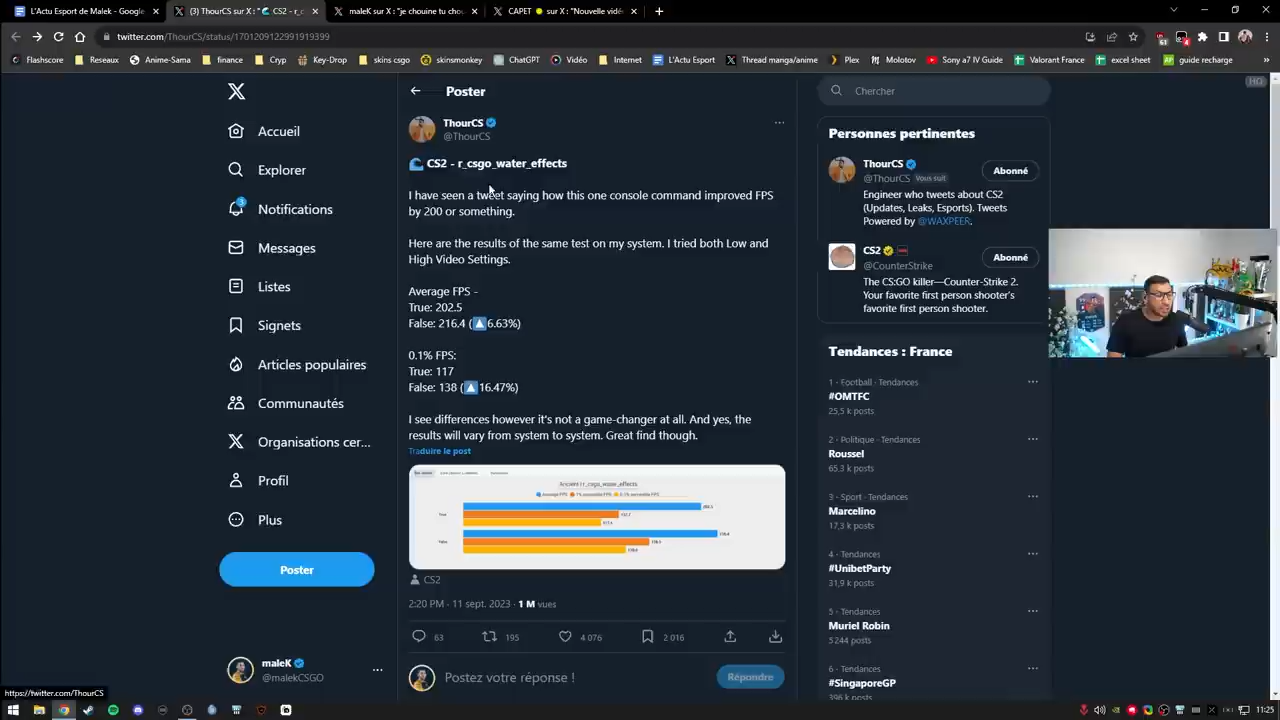 L'Actu Esport de Malek - Google
(3) ThourCS sur X : "🌊 CS2 - r_c
maleK sur X : "je chouine tu chou
CAPET 🟡 sur X : "Nouvelle vidé
twitter.com/ThourCS/status/1701209122991919399
Flashscore
Reseaux
Anime-Sama
finance
Cryp
Key-Drop
skins csgo
skinsmonkey
ChatGPT
Vidéo
Internet
L'Actu Esport
Thread manga/anime
Plex
Molotov
Sony a7 IV Guide
Valorant France
excel sheet
guide recharge
HD
Accueil
Explorer
3
Notifications
Messages
Listes
Signets
Articles populaires
Communautés
Organisations cer...
Profil
Plus
Poster
maleK
@malekCSGO
https://twitter.com/ThourCS
Poster
ThourCS
@ThourCS
🌊 CS2 - r_csgo_water_effects
I have seen a tweet saying how this one console command improved FPS
by 200 or something.
Here are the results of the same test on my system. I tried both Low and
High Video Settings.
Average FPS -
True: 202.5
False: 216.4 (🔼6.63%)
0.1% FPS:
True: 117
False: 138 (🔼16.47%)
I see differences however it's not a game-changer at all. And yes, the
results will vary from system to system. Great find though.
Traduire le post
Ancient r_csgo_water_effects
True
False
CS2
2:20 PM · 11 sept. 2023 · 1 M vues
63
195
4 076
2 016
Postez votre réponse !
Répondre
Chercher
Personnes pertinentes
ThourCS
@ThourCS Vous suit
Abonné
Engineer who tweets about CS2
(Updates, Leaks, Esports). Tweets
Powered by @WAXPEER.
CS2
@CounterStrike
Abonné
The CS:GO killer—Counter-Strike 2.
Your favorite first person shooter's
favorite first person shooter.
Tendances : France
1 · Football · Tendances
#OMTFC
25,5 k posts
2 · Politique · Tendances
Roussel
65,3 k posts
3 · Sport · Tendances
Marcelino
17,3 k posts
4 · Tendances
#UnibetParty
31,9 k posts
5 · Tendances
Muriel Robin
5 244 posts
6 · Tendances
#SingaporeGP
396 k posts
11:25